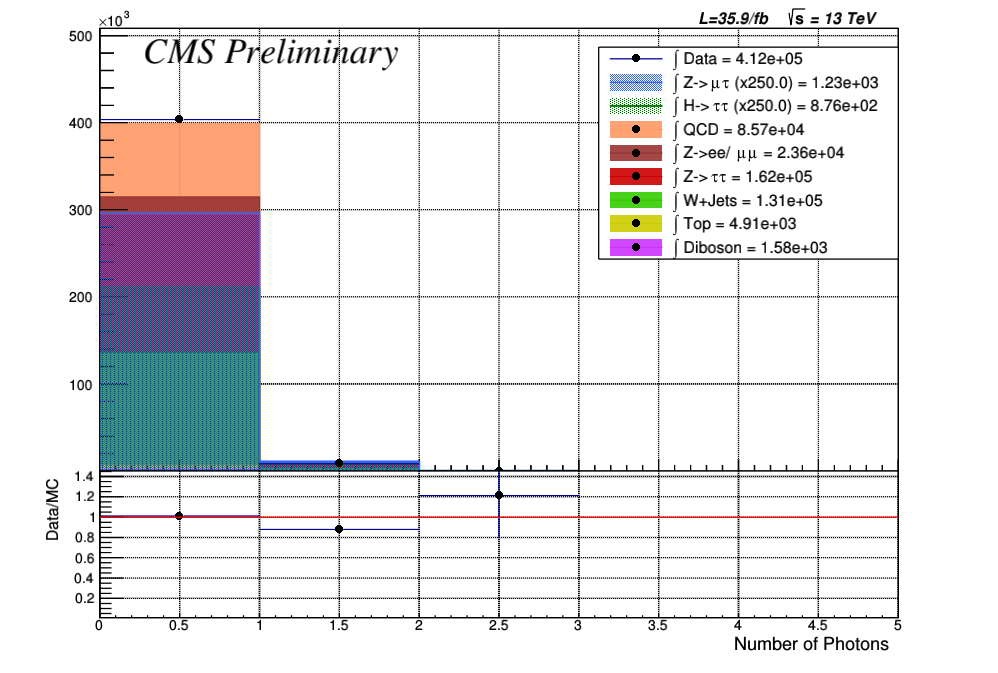 ×10³
L=35.9/fb √s = 13 TeV
CMS Preliminary
500
400
300
200
100
∫ Data = 4.12e+05
∫ Z-> μτ (x250.0) = 1.23e+03
∫ H-> ττ (x250.0) = 8.76e+02
∫ QCD = 8.57e+04
∫ Z->ee/ μμ = 2.36e+04
∫ Z-> ττ = 1.62e+05
∫ W+Jets = 1.31e+05
∫ Top = 4.91e+03
∫ Diboson = 1.58e+03
Data/MC
1.4
1.2
1
0.8
0.6
0.4
0.2
0 0.5 1 1.5 2 2.5 3 3.5 4 4.5 5
Number of Photons